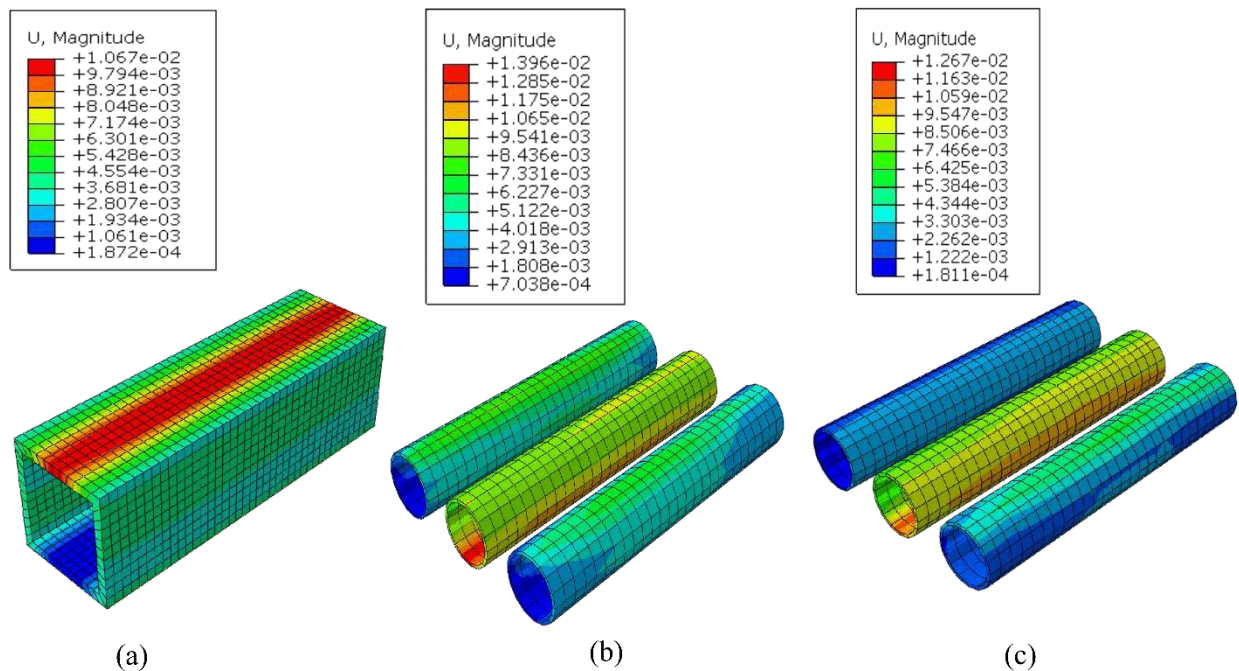 U, Magnitude
+1.067e-02
+9.794e-03
+8.921e-03
+8.048e-03
+7.174e-03
+6.301e-03
+5.428e-03
+4.554e-03
+3.681e-03
+2.807e-03
+1.934e-03
+1.061e-03
+1.872e-04
U, Magnitude
+1.396e-02
+1.285e-02
+1.175e-02
+1.065e-02
+9.541e-03
+8.436e-03
+7.331e-03
+6.227e-03
+5.122e-03
+4.018e-03
+2.913e-03
+1.808e-03
+7.038e-04
U, Magnitude
+1.267e-02
+1.163e-02
+1.059e-02
+9.547e-03
+8.506e-03
+7.466e-03
+6.425e-03
+5.384e-03
+4.344e-03
+3.303e-03
+2.262e-03
+1.222e-03
+1.811e-04
(a)
(b)
(c)